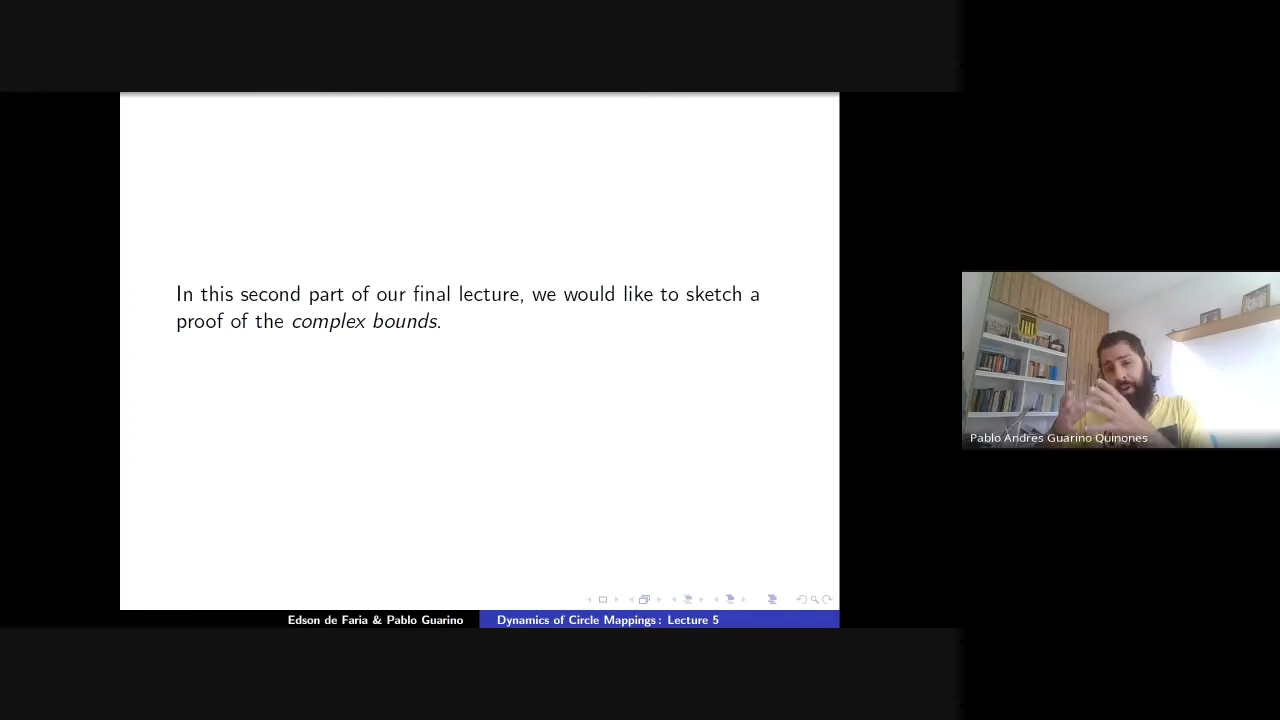 In this second part of our final lecture, we would like to sketch a
proof of the complex bounds.
Pablo Andres Guarino Quinones
Edson de Faria & Pablo Guarino Dynamics of Circle Mappings: Lecture 5